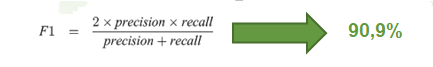 F1 = 2 × precision × recall / precision + recall 90,9%